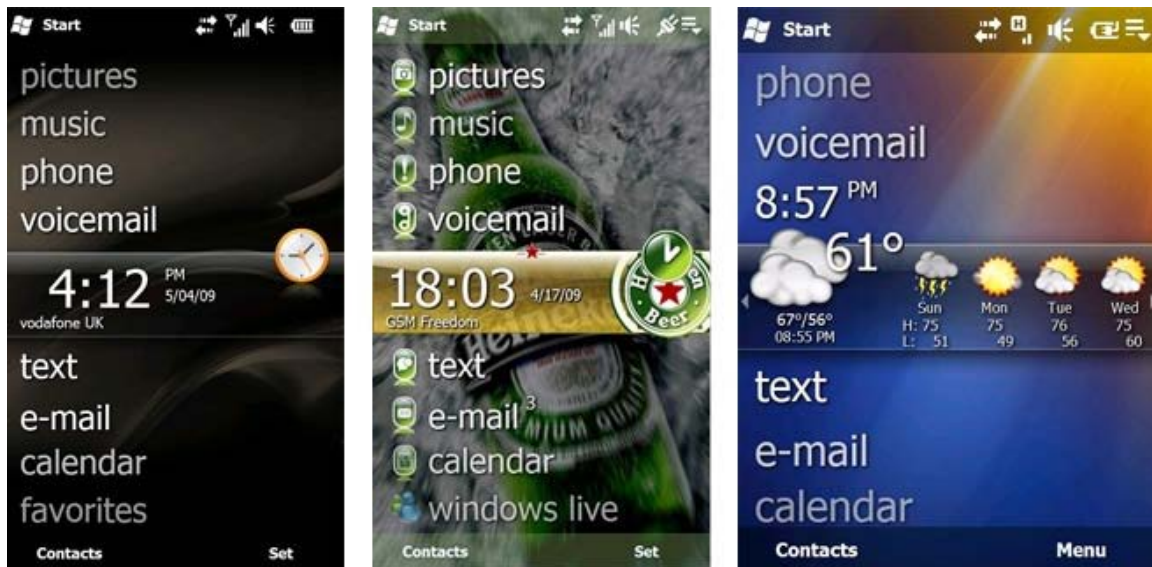 Start
pictures
music
phone
voicemail
4:12 PM
5/04/09
vodafone UK
text
e-mail
calendar
favorites
Contacts Set
Start
pictures
music
phone
voicemail
18:03 4/17/09
GSM Freedom
Heineken
Beer
text
e-mail 3
calendar
windows live
Contacts Set
Start H
phone
voicemail
8:57 PM
61°
67°/56°
08:55 PM
Sun Mon Tue Wed
H: 75 75 76 75
L: 51 49 56 60
text
e-mail
calendar
Contacts Menu